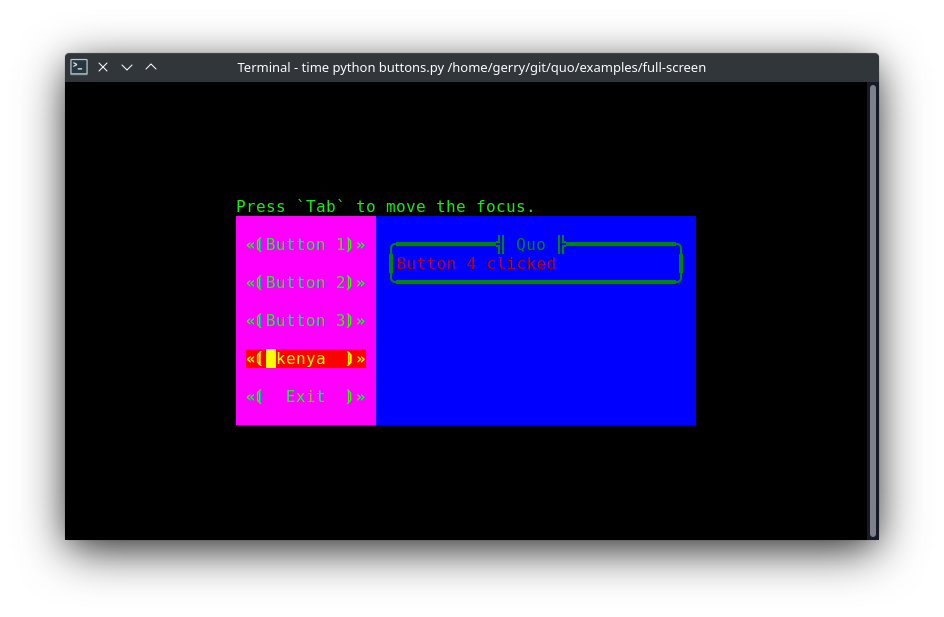 Terminal - time python buttons.py /home/gerry/git/quo/examples/full-screen
Press `Tab` to move the focus.
«⦗Button 1⦘»
«⦗Button 2⦘»
«⦗Button 3⦘»
«⦗ kenya  ⦘»
«⦗  Exit  ⦘»
Quo
Button 4 clicked